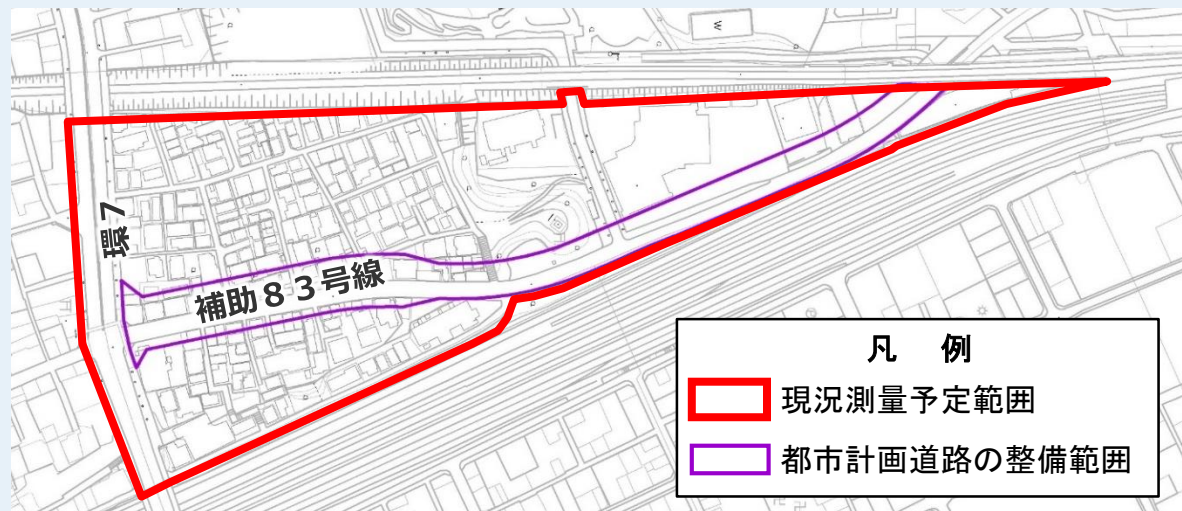 環7
補助８３号線
凡　例
現況測量予定範囲
都市計画道路の整備範囲